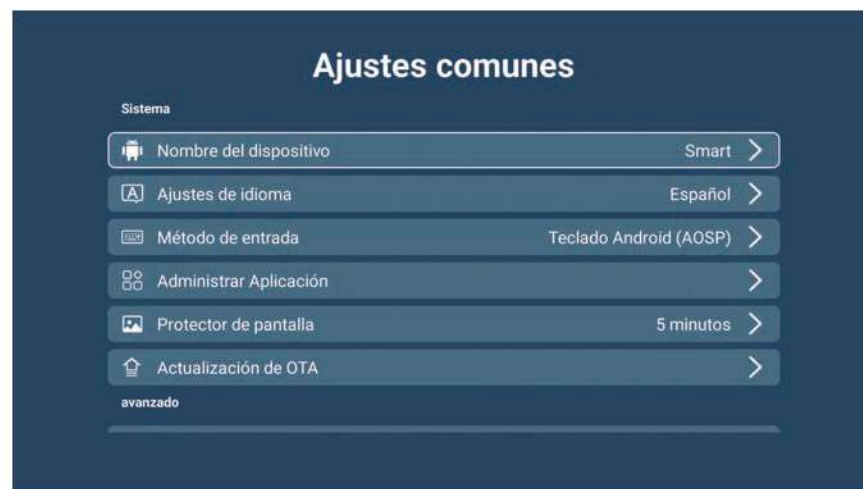 Ajustes comunes
Sistema
Nombre del dispositivo Smart
Ajustes de idioma Español
Método de entrada Teclado Android (AOSP)
Administrar Aplicación
Protector de pantalla 5 minutos
Actualización de OTA
avanzado